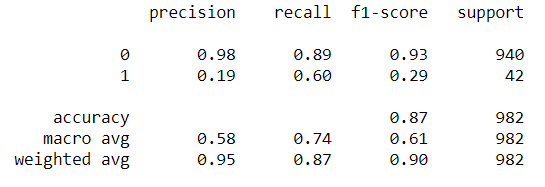 precision recall f1-score support
0 0.98 0.89 0.93 940
1 0.19 0.60 0.29 42
accuracy 0.87 982
macro avg 0.58 0.74 0.61 982
weighted avg 0.95 0.87 0.90 982